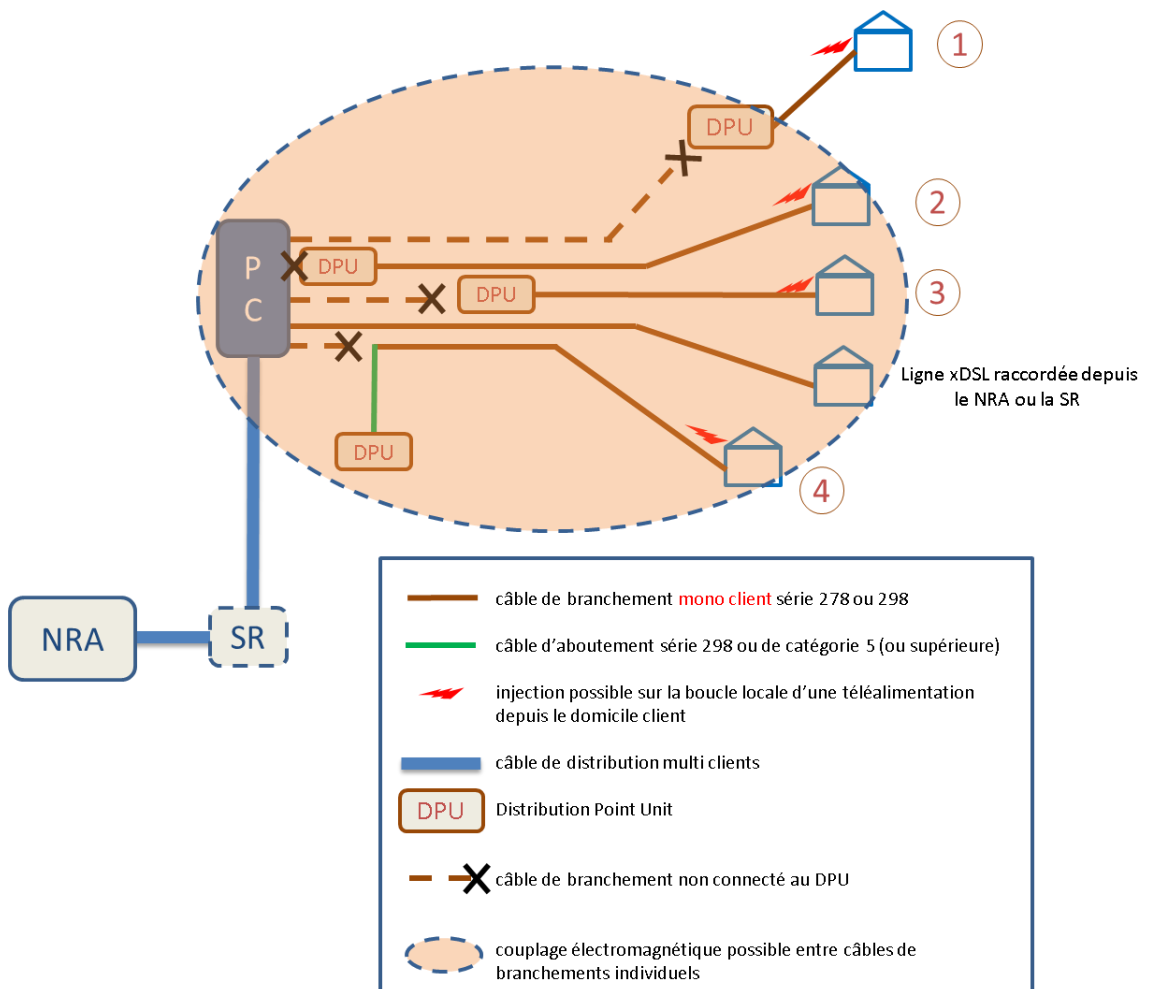 1
DPU
2
P
C
DPU
3
DPU
Ligne xDSL raccordée depuis
le NRA ou la SR
DPU
4
NRA
SR
câble de branchement mono client série 278 ou 298
câble d'aboutement série 298 ou de catégorie 5 (ou supérieure)
injection possible sur la boucle locale d'une téléalimentation
depuis le domicile client
câble de distribution multi clients
DPU
Distribution Point Unit
câble de branchement non connecté au DPU
couplage électromagnétique possible entre câbles de
branchements individuels